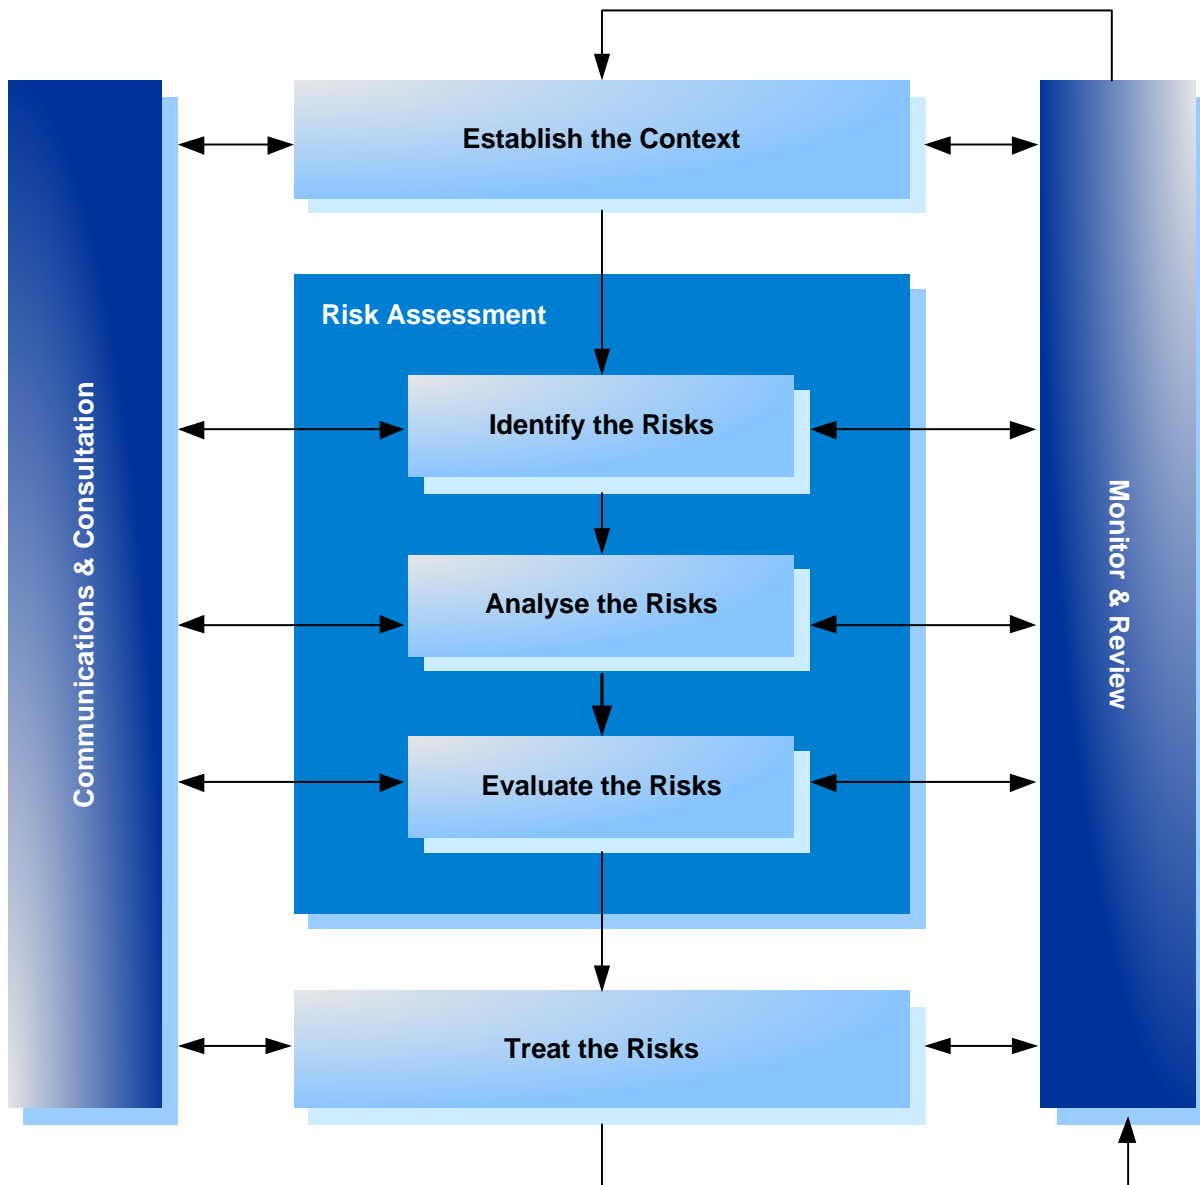 Establish the Context
Risk Assessment
Identify the Risks
Analyse the Risks
Evaluate the Risks
Treat the Risks
Communications & Consultation
Monitor & Review